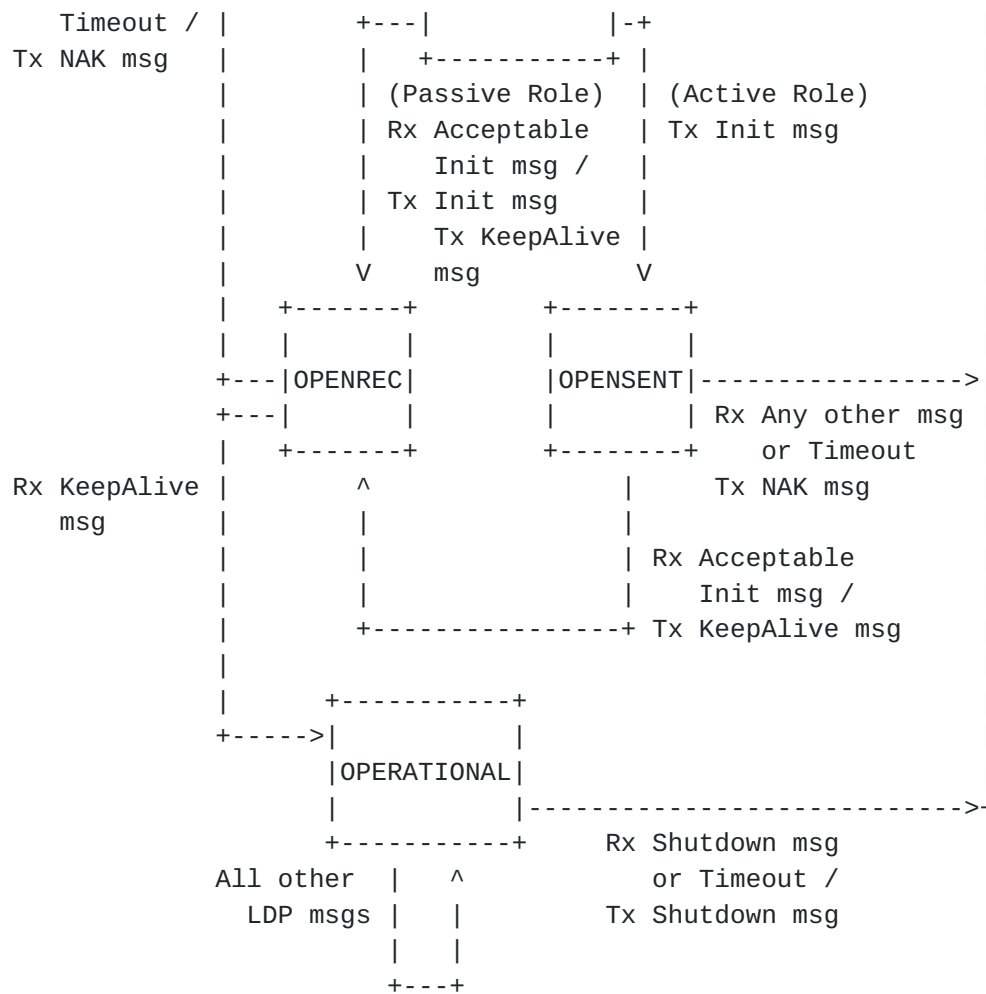 Timeout / |        +---|           |-+
Tx NAK msg   |        |   +-----------+ |
             |        | (Passive Role)  | (Active Role)
             |        | Rx Acceptable   | Tx Init msg
             |        |    Init msg /   |
             |        | Tx Init msg     |
             |        |    Tx KeepAlive |
             |        V    msg          V
             |   +-------+        +--------+
             |   |       |        |        |
             +---|OPENREC|        |OPENSENT|----------------->
             +---|       |        |        | Rx Any other msg
             |   +-------+        +--------+    or Timeout
Rx KeepAlive |        ^                |     Tx NAK msg
   msg       |        |                |
             |        |                | Rx Acceptable
             |        |                |    Init msg /
             |        +----------------+ Tx KeepAlive msg
             |
             |      +-----------+
             +----->|           |
                    |OPERATIONAL|
                    |           |---------------------------->-
                    +-----------+     Rx Shutdown msg
             All other  |   ^            or Timeout /
               LDP msgs |   |         Tx Shutdown msg
                        |   |
                        +---+